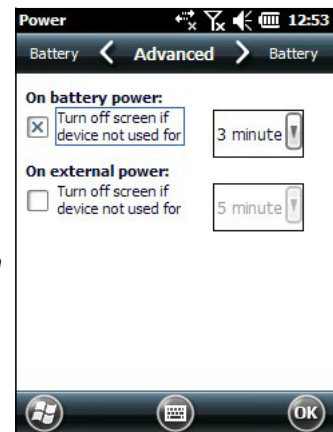 Power 12:53
Battery Advanced Battery
On battery power:
Turn off screen if
device not used for
3 minute
On external power:
Turn off screen if
device not used for
5 minute
OK